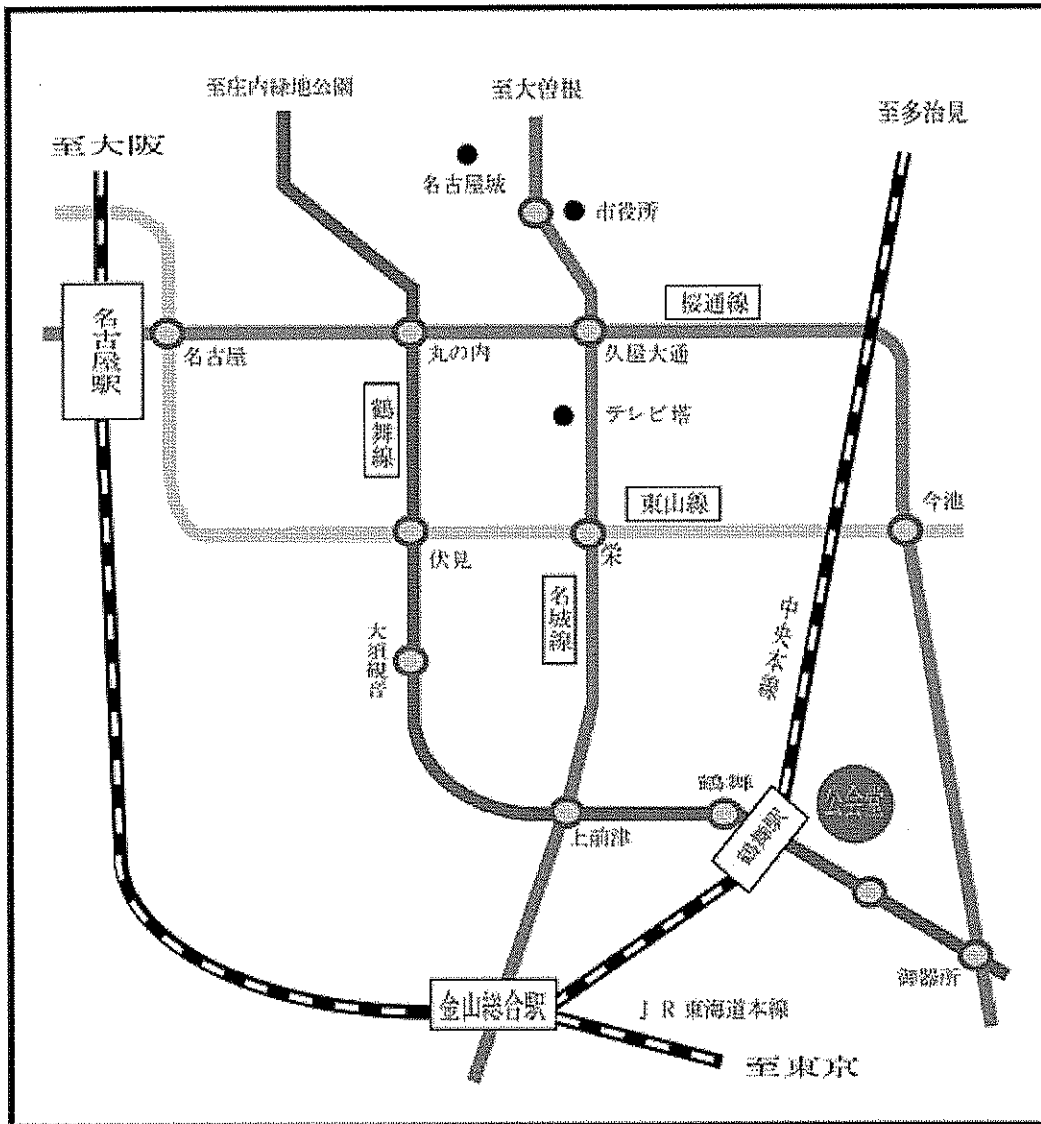 至庄内緑地公園
至大曽根
至多治見
至大阪
名古屋城
市役所
桜通線
名古屋駅
名古屋
丸の内
久屋大通
鶴舞線
テレビ塔
東山線
今池
伏見
栄
名城線
大須観音
中央本線
鶴舞
公会堂
上前津
鶴舞駅
御器所
金山総合駅
JR東海道本線
至東京